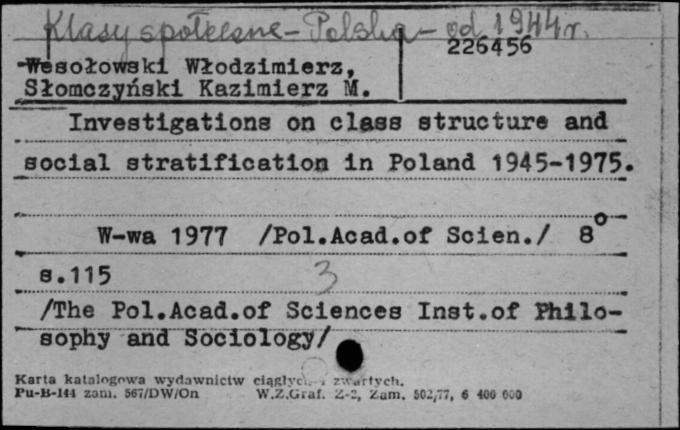 Klasy społeczne - Polska - od 1944 r.
226456
Wesołowski Włodzimierz,
Słomczyński Kazimierz M.
Investigations on class structure and
social stratification in Poland 1945-1975.
W-wa 1977 /Pol.Acad.of Scien./ 8°
s.115
3
/The Pol.Acad.of Sciences Inst.of Philo-
sophy and Sociology/
Karta katalogowa wydawnictw ciągłych i zwartych.
Pu-B-144 zam. 567/DW/On W.Z.Graf. Z-2, Zam. 502/77, 6 400 000